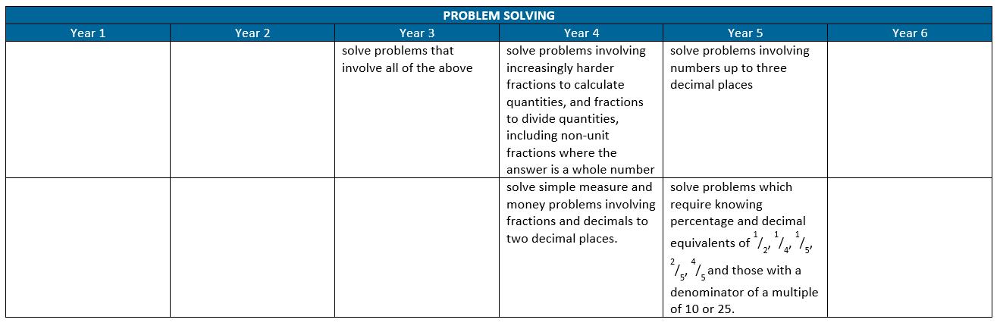 PROBLEM SOLVING
Year 1 Year 2 Year 3 Year 4 Year 5 Year 6
solve problems that
involve all of the above
solve problems involving
increasingly harder
fractions to calculate
quantities, and fractions
to divide quantities,
including non-unit
fractions where the
answer is a whole number
solve problems involving
numbers up to three
decimal places
solve simple measure and
money problems involving
fractions and decimals to
two decimal places.
solve problems which
require knowing
percentage and decimal
equivalents of 1/2, 1/4, 1/5,
2/5, 4/5 and those with a
denominator of a multiple
of 10 or 25.